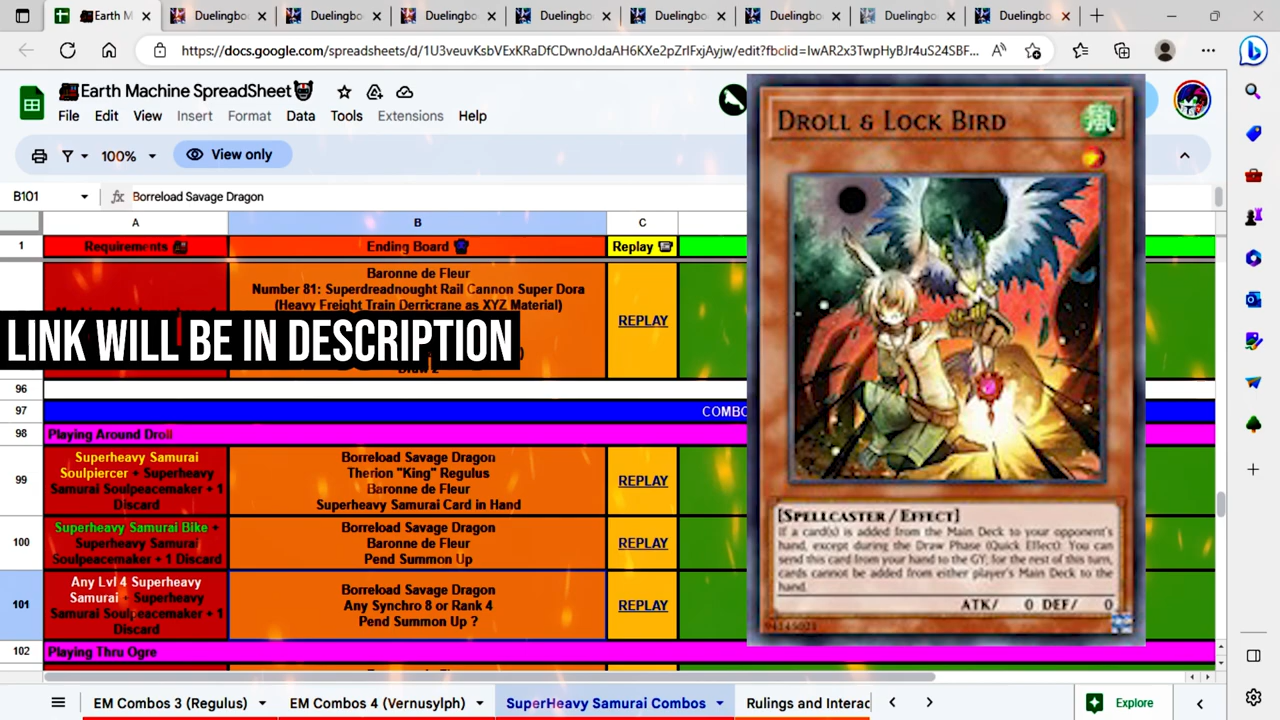 Earth M
Duelingbo
Duelingbo
Duelingbo
Duelingbo
Duelingbo
Duelingbo
Duelingbo
Duelingbo
https://docs.google.com/spreadsheets/d/1U3veuvKsbVExKRaDfCDwnoJdaAH6KXe2pZrlFxjAyjw/edit?fbclid=IwAR2x3TwpHyBJr4uS24SBF...
Earth Machine SpreadSheet
File Edit View Insert Format Data Tools Extensions Help
100%
View only
B101
fx Borreload Savage Dragon
A B C
1 Requirements Ending Board Replay
Baronne de Fleur
Number 81: Superdreadnought Rail Cannon Super Dora
(Heavy Freight Train Derricrane as XYZ Material)
REPLAY
LINK WILL BE IN DESCRIPTION
Draw 2
96
97 COMBO
98 Playing Around Droll
99
Superheavy Samurai
Soulpiercer + Superheavy
Samurai Soulpeacemaker + 1
Discard
Borreload Savage Dragon
Therion "King" Regulus
Baronne de Fleur
Superheavy Samurai Card in Hand
REPLAY
100
Superheavy Samurai Bike +
Superheavy Samurai
Soulpeacemaker + 1 Discard
Borreload Savage Dragon
Baronne de Fleur
Pend Summon Up
REPLAY
101
Any Lvl 4 Superheavy
Samurai + Superheavy
Samurai Soulpeacemaker + 1
Discard
Borreload Savage Dragon
Any Synchro 8 or Rank 4
Pend Summon Up ?
REPLAY
102 Playing Thru Ogre
EM Combos 3 (Regulus)
EM Combos 4 (Vernusylph)
SuperHeavy Samurai Combos
Rulings and Interac
Explore
DROLL & LOCK BIRD
風
[SPELLCASTER / EFFECT]
If a card(s) is added from the Main Deck to your opponent's
hand, except during the Draw Phase (Quick Effect): You can
send this card from your hand to the GY; for the rest of this turn,
cards cannot be added from either player's Main Deck to the
hand.
ATK/ 0 DEF/ 0
94145021